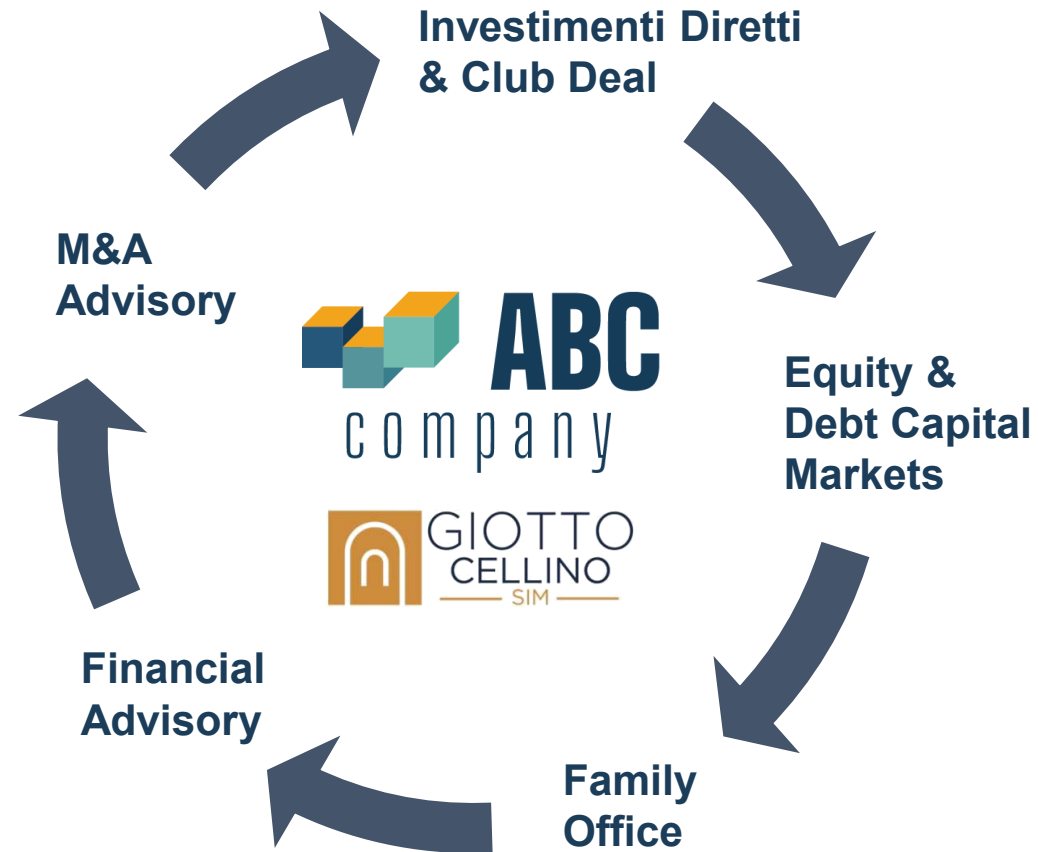 Investimenti Diretti
& Club Deal
M&A
Advisory
ABC
company
Equity &
Debt Capital
Markets
GIOTTO
CELLINO
SIM
Financial
Advisory
Family
Office